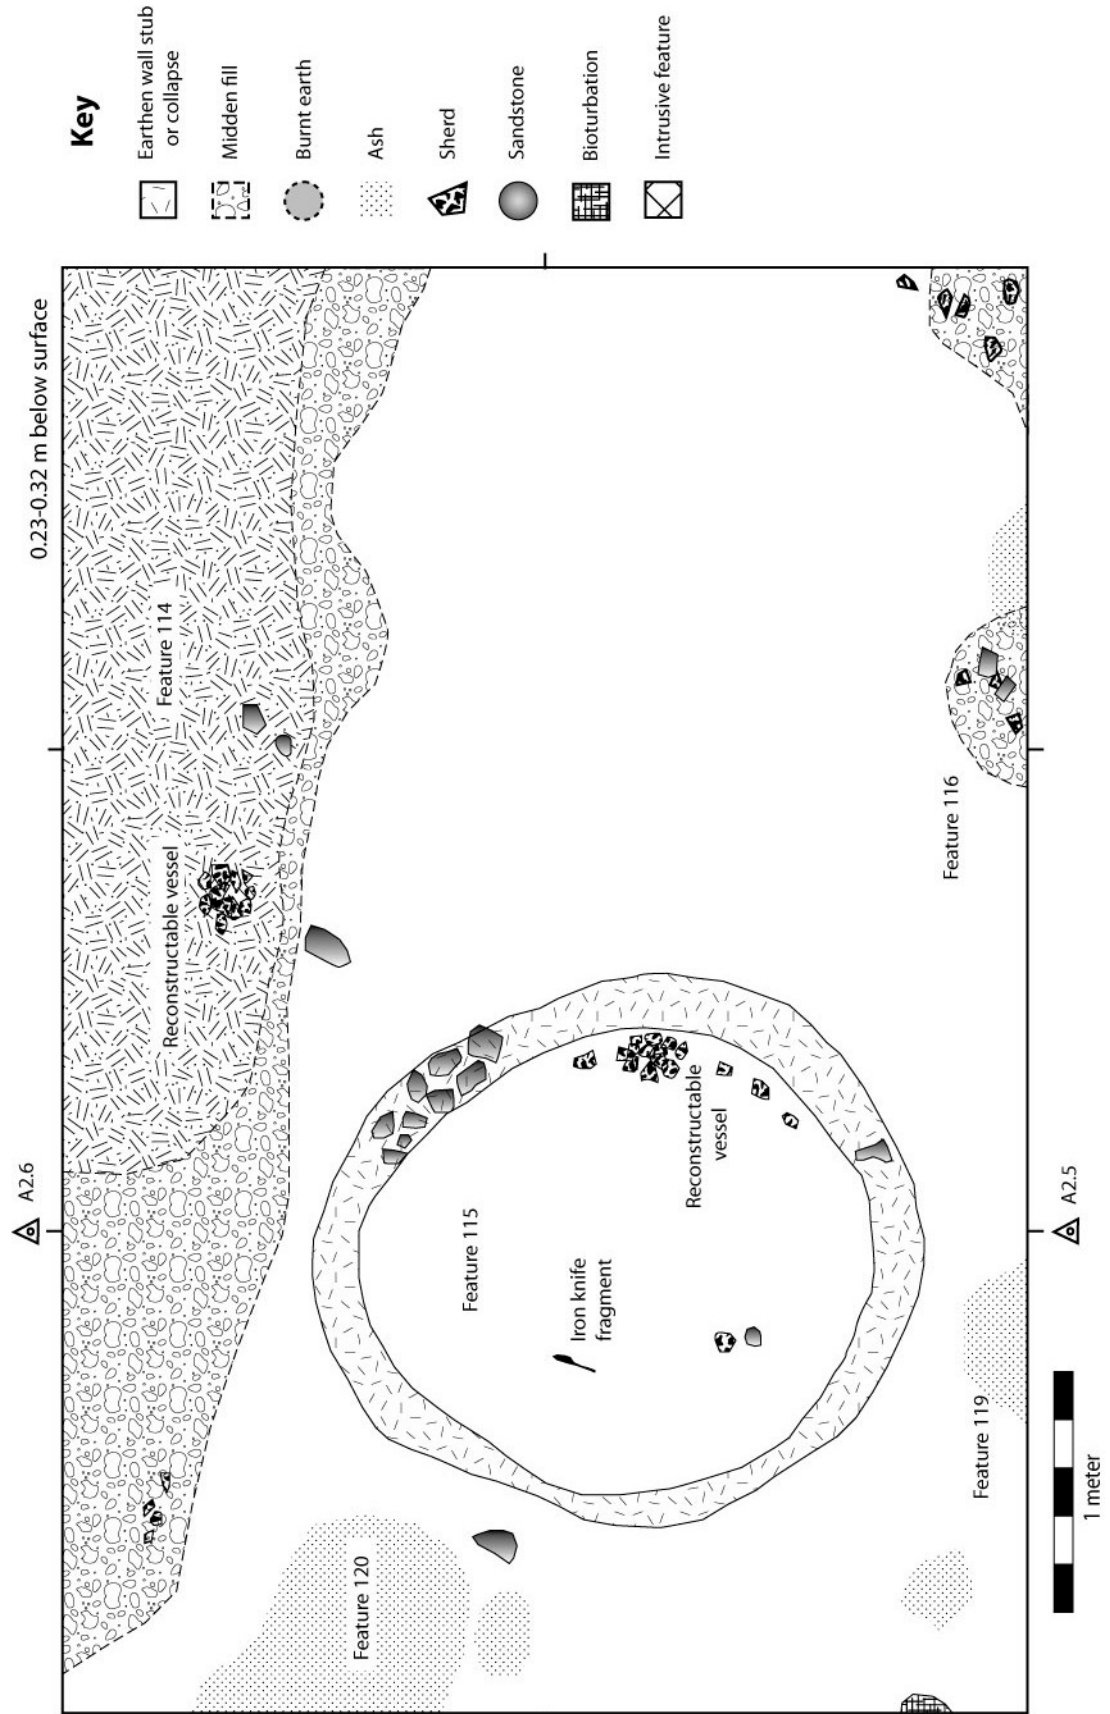 Key
Earthen wall stub
or collapse
Midden fill
Burnt earth
Ash
Sherd
Sandstone
Bioturbation
Intrusive feature
0.23-0.32 m below surface
A2.6
Feature 114
Reconstructable vessel
Feature 120
Feature 115
Iron knife
fragment
Reconstructable
vessel
Feature 116
Feature 119
A2.5
1 meter